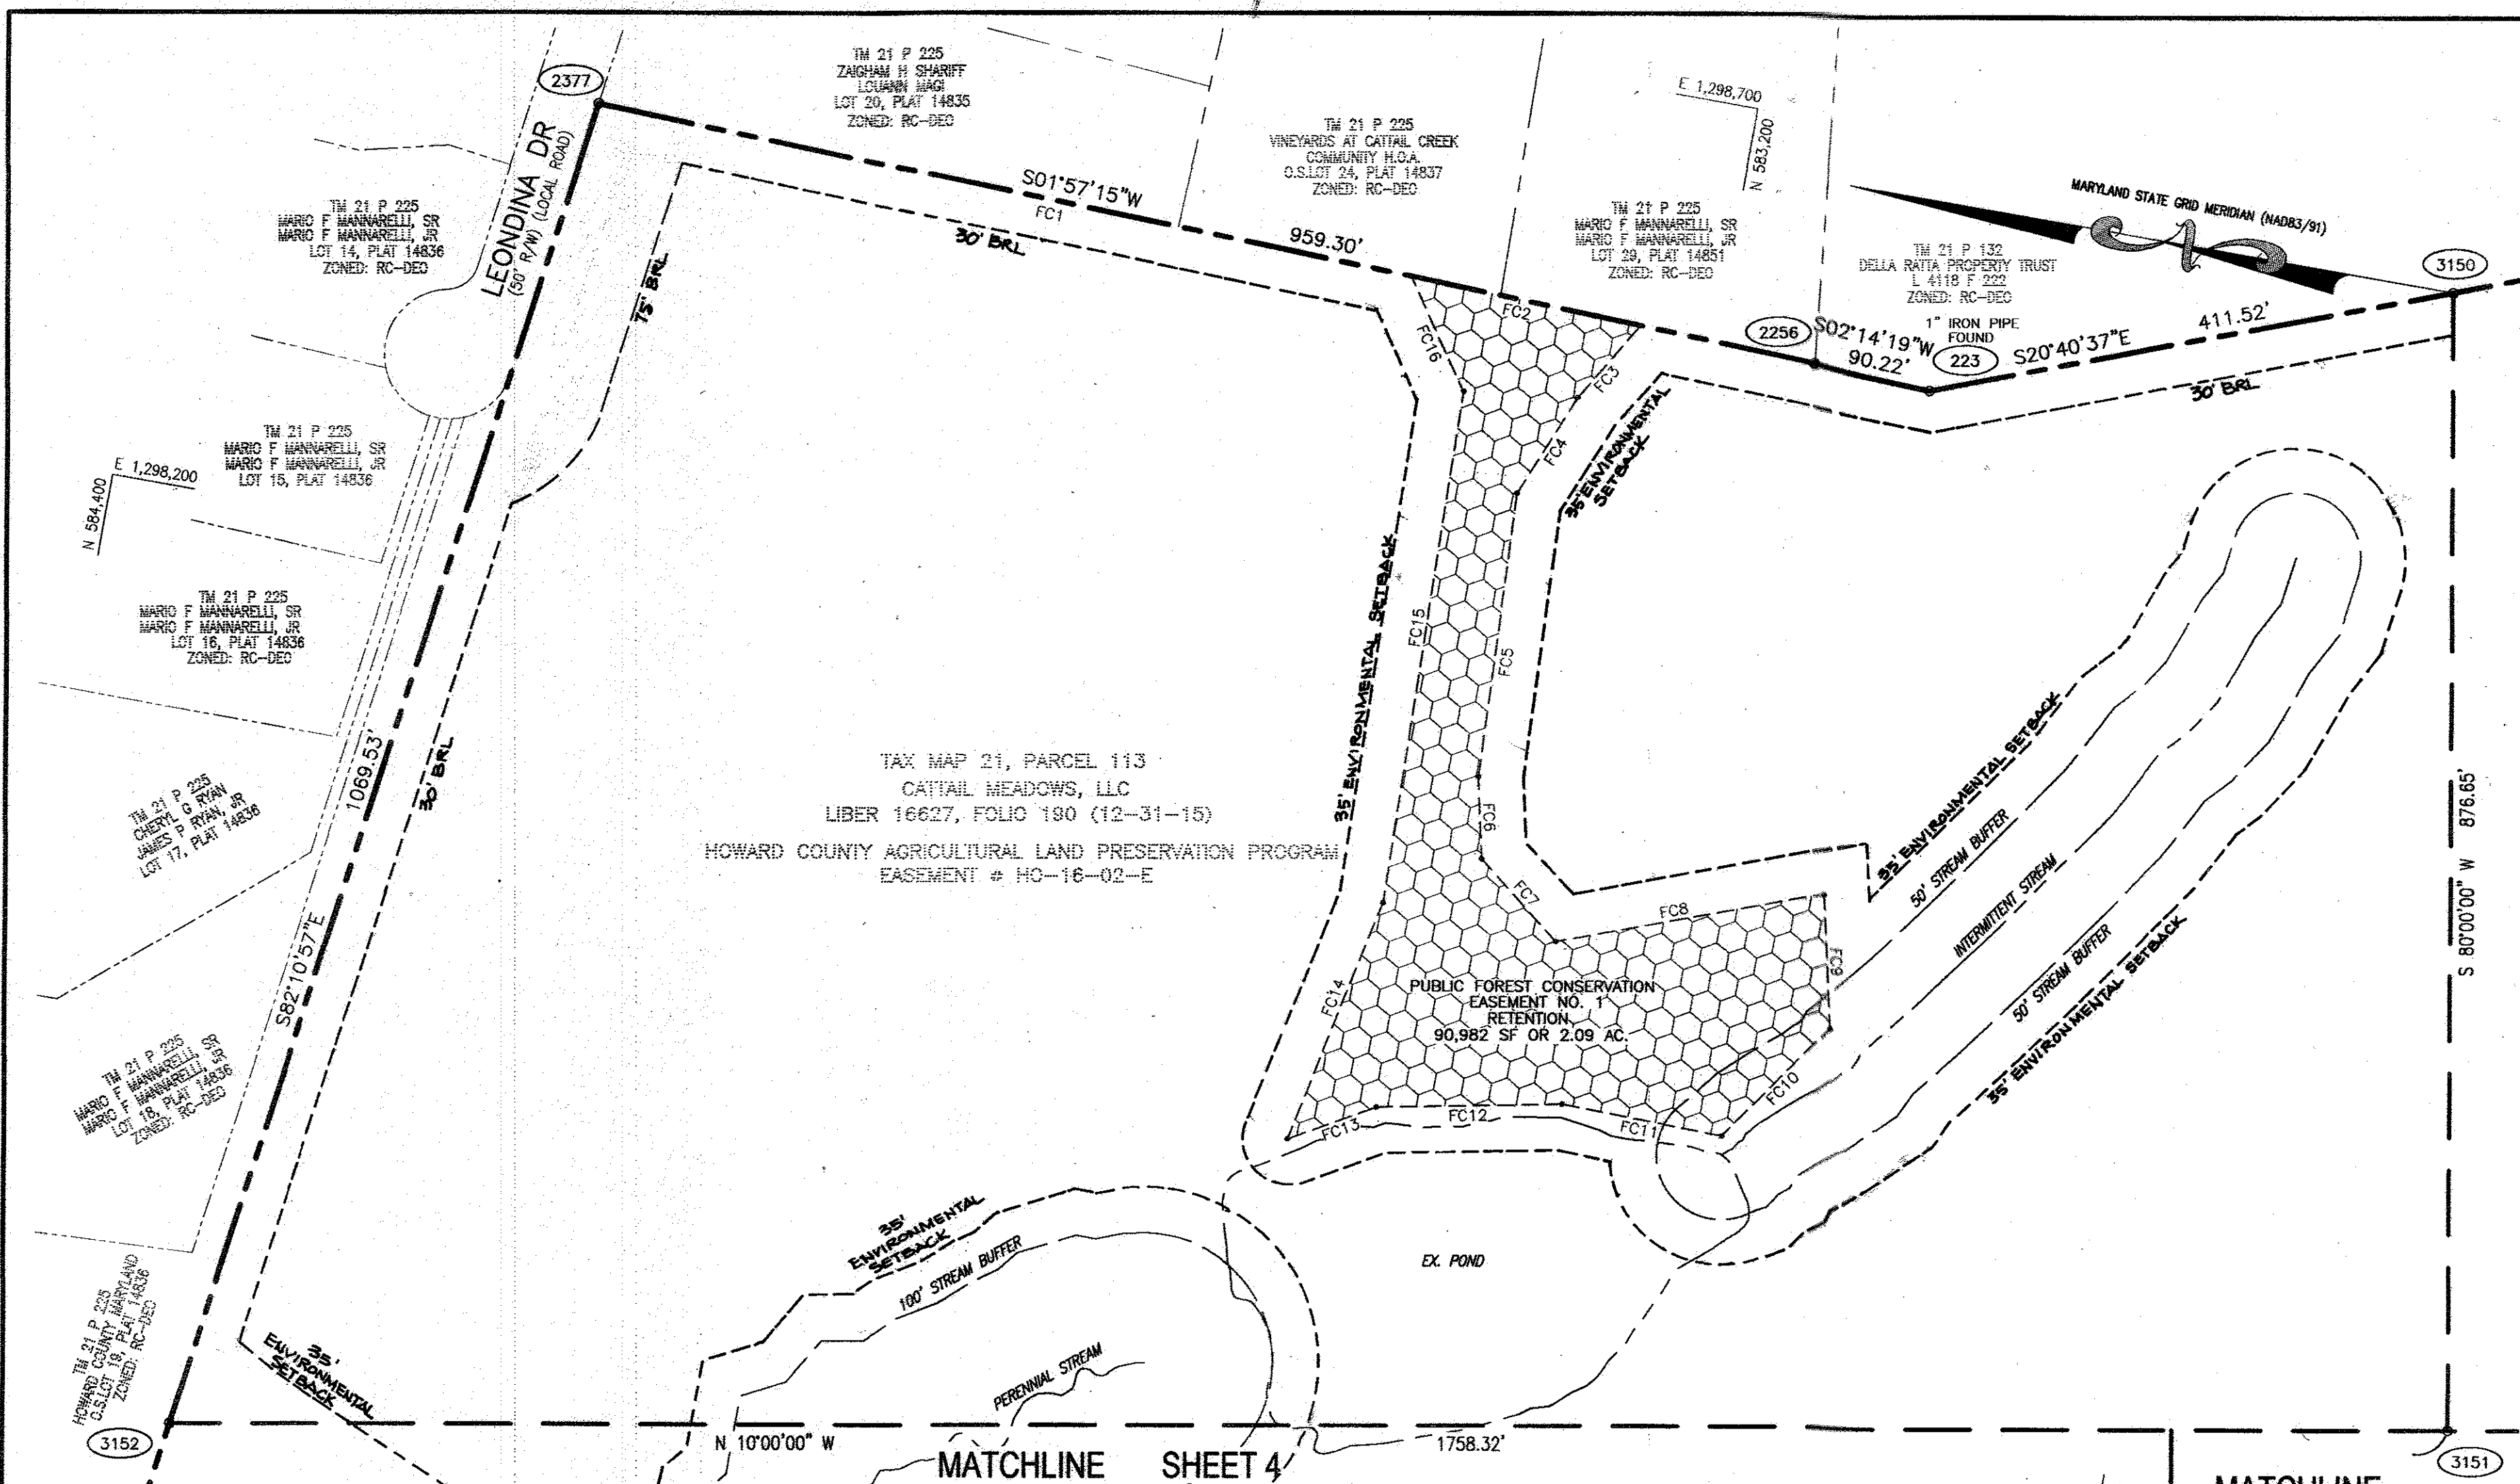 2377
TM 21 P 225
ZAIGHAM H SHARIFF
LOUANN MAGI
LOT 20, PLAT 14835
ZONED: RC-DEO
E 1,298,700
N 583,200
TM 21 P 225
VINEYARDS AT CATTAIL CREEK
COMMUNITY H.O.A.
O.S.LOT 24, PLAT 14837
ZONED: RC-DEO
LEONDINA DR
(50' R/W) (LOCAL ROAD)
TM 21 P 225
MARIO F MANNARELLI, SR
MARIO F MANNARELLI, JR
LOT 14, PLAT 14836
ZONED: RC-DEO
S01°57'15"W
FC1
959.30'
30' BRL
75' BRL
TM 21 P 225
MARIO F MANNARELLI, SR
MARIO F MANNARELLI, JR
LOT 29, PLAT 14851
ZONED: RC-DEO
MARYLAND STATE GRID MERIDIAN (NAD83/91)
TM 21 P 132
DELLA RATTA PROPERTY TRUST
L 4118 F 222
ZONED: RC-DEO
3150
1" IRON PIPE
FOUND
2256
S02°14'19"W
90.22'
223
S20°40'37"E
411.52'
30' BRL
FC2
FC16
FC3
FC4
35' ENVIRONMENTAL
SETBACK
TM 21 P 225
MARIO F MANNARELLI, SR
MARIO F MANNARELLI, JR
LOT 15, PLAT 14836
E 1,298,200
N 584,400
TM 21 P 225
MARIO F MANNARELLI, SR
MARIO F MANNARELLI, JR
LOT 16, PLAT 14836
ZONED: RC-DEO
35' ENVIRONMENTAL SETBACK
FC15
FC5
1069.53'
30' BRL
TAX MAP 21, PARCEL 113
CATTAIL MEADOWS, LLC
LIBER 16627, FOLIO 190 (12-31-15)
HOWARD COUNTY AGRICULTURAL LAND PRESERVATION PROGRAM
EASEMENT # HO-16-02-E
TM 21 P 225
CHERYL G RYAN
JAMES P RYAN, JR
LOT 17, PLAT 14836
FC6
FC7
FC8
FC9
35' ENVIRONMENTAL SETBACK
50' STREAM BUFFER
INTERMITTENT STREAM
50' STREAM BUFFER
35' ENVIRONMENTAL SETBACK
S 80°00'00" W 876.65'
S82°10'57"E
FC14
PUBLIC FOREST CONSERVATION
EASEMENT NO. 1
RETENTION
90,982 SF OR 2.09 AC.
FC10
FC11
FC12
FC13
TM 21 P 225
MARIO F MANNARELLI, SR
MARIO F MANNARELLI, JR
LOT 18, PLAT 14836
ZONED: RC-DEO
35'
ENVIRONMENTAL
SETBACK
100' STREAM BUFFER
EX. POND
TM 21 P 225
HOWARD COUNTY MARYLAND
O.S.LOT 19, PLAT 14836
ZONED: RC-DEO
35'
ENVIRONMENTAL
SETBACK
PERENNIAL STREAM
3152
N 10°00'00" W
1758.32'
MATCHLINE SHEET 4
3151
MATCHLINE